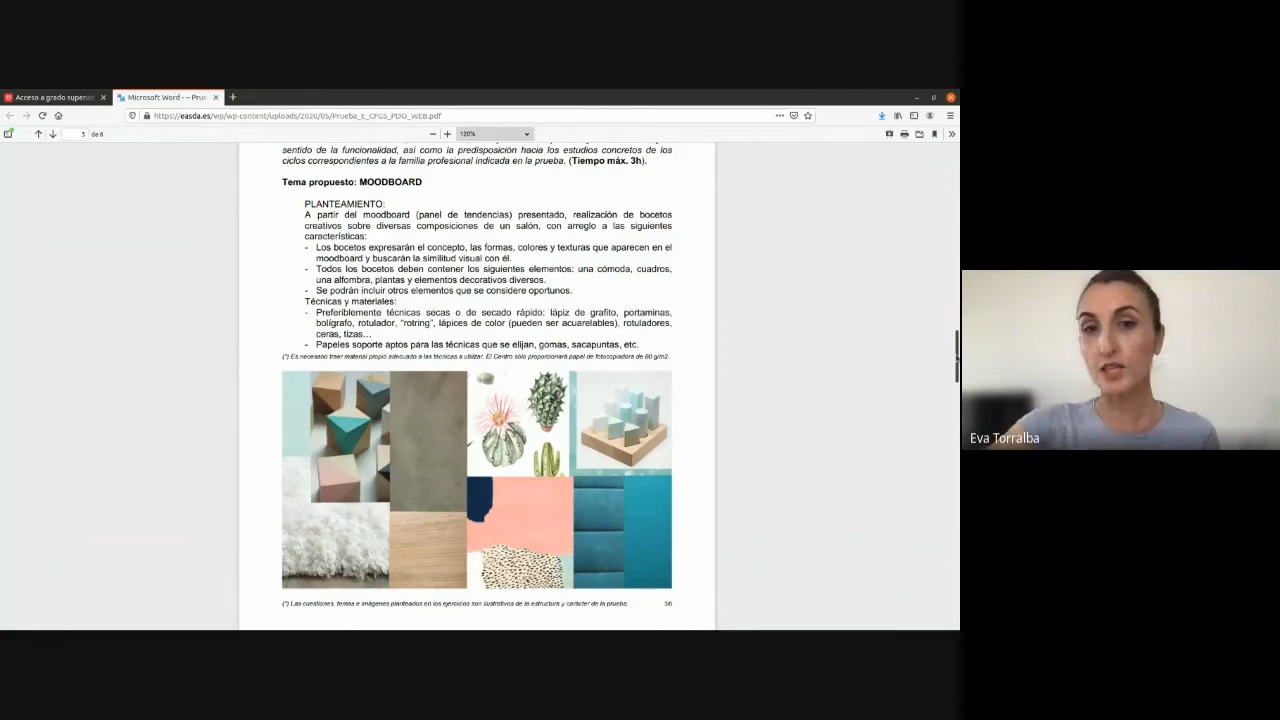 Acceso a grado superior
Microsoft Word - – Prue
https://easda.es/wp/wp-content/uploads/2020/05/Prueba_E_CFGS_PDO_WEB.pdf
3 de 6
120%
sentido de la funcionalidad, así como la predisposición hacia los estudios concretos de los
ciclos correspondientes a la familia profesional indicada en la prueba. (Tiempo máx. 3h).
Tema propuesto: MOODBOARD
PLANTEAMIENTO:
A partir del moodboard (panel de tendencias) presentado, realización de bocetos
creativos sobre diversas composiciones de un salón, con arreglo a las siguientes
características:
- Los bocetos expresarán el concepto, las formas, colores y texturas que aparecen en el
moodboard y buscarán la similitud visual con él.
- Todos los bocetos deben contener los siguientes elementos: una cómoda, cuadros,
una alfombra, plantas y elementos decorativos diversos.
- Se podrán incluir otros elementos que se considere oportunos.
Técnicas y materiales:
- Preferiblemente técnicas secas o de secado rápido: lápiz de grafito, portaminas,
bolígrafo, rotulador, “rotring”, lápices de color (pueden ser acuarelables), rotuladores,
ceras, tizas…
- Papeles soporte aptos para las técnicas que se elijan, gomas, sacapuntas, etc.
(*) Es necesario traer material propio adecuado a las técnicas a utilizar. El Centro sólo proporcionará papel de fotocopiadora de 80 g/m2.
(*) Las cuestiones, temas e imágenes planteados en los ejercicios son ilustrativos de la estructura y carácter de la prueba. 3/6
Eva Torralba